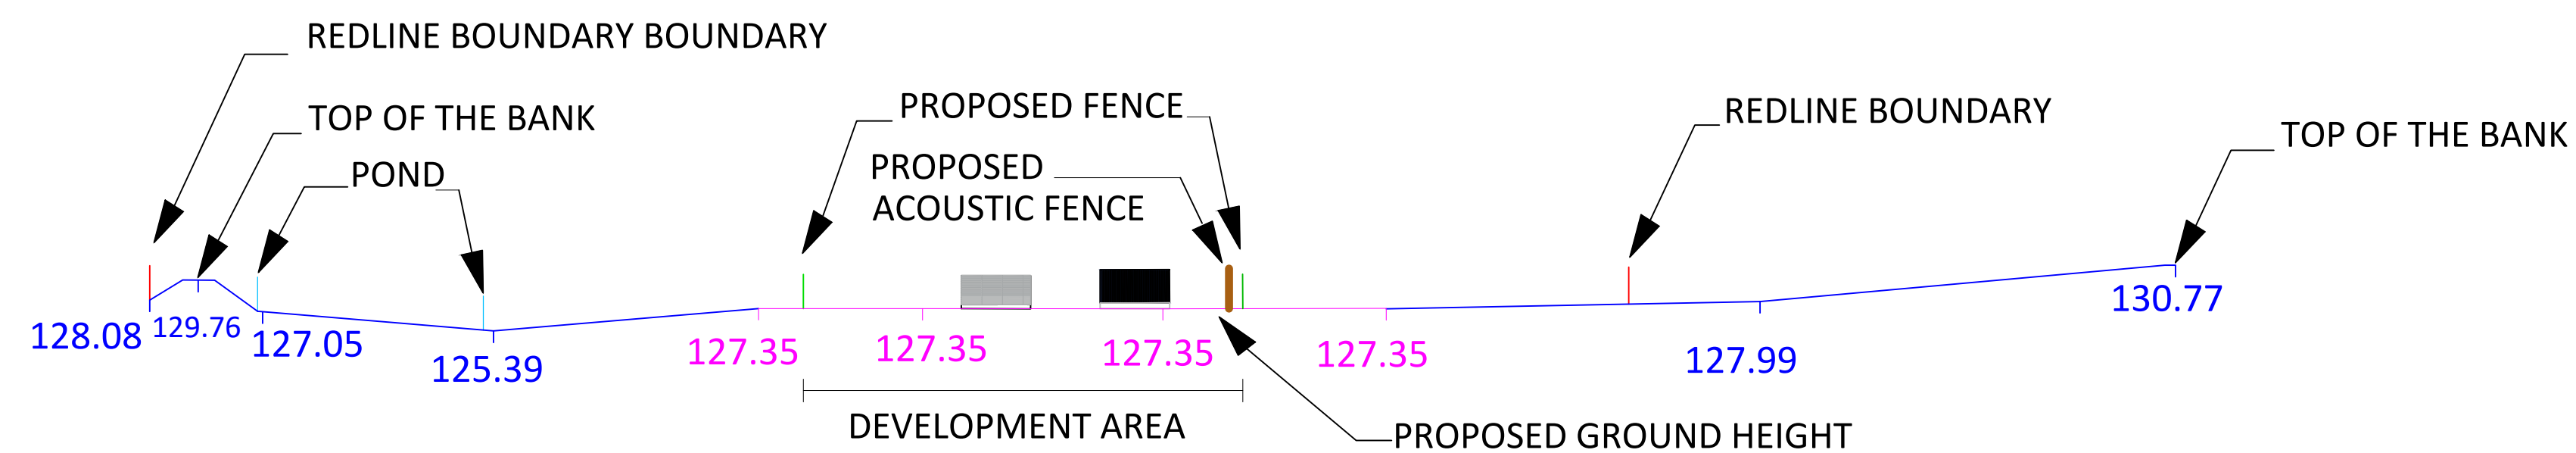 REDLINE BOUNDARY BOUNDARY
TOP OF THE BANK
POND
PROPOSED FENCE
PROPOSED
ACOUSTIC FENCE
REDLINE BOUNDARY
TOP OF THE BANK
128.08
129.76
127.05
125.39
127.35
127.35
127.35
127.35
127.99
130.77
DEVELOPMENT AREA
PROPOSED GROUND HEIGHT